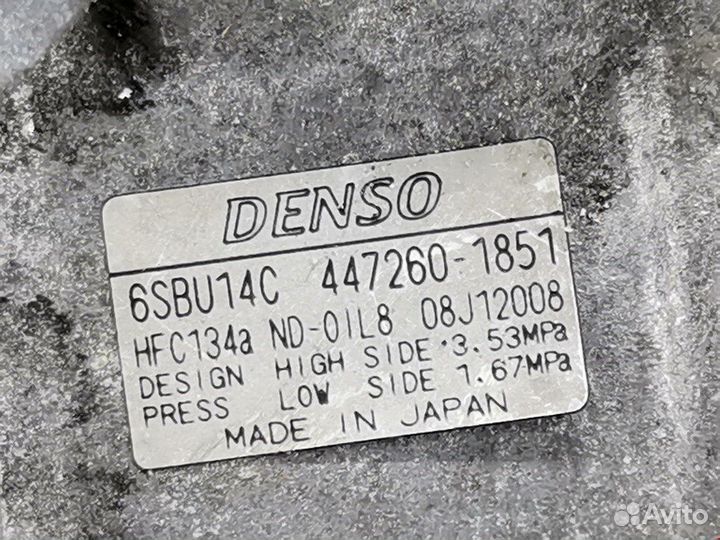 DENSO
6SBU14C 447260-1851
HFC134a ND-OIL8 08J12008
DESIGN HIGH SIDE 3.53MPa
PRESS LOW SIDE 1.67MPa
MADE IN JAPAN
Avito